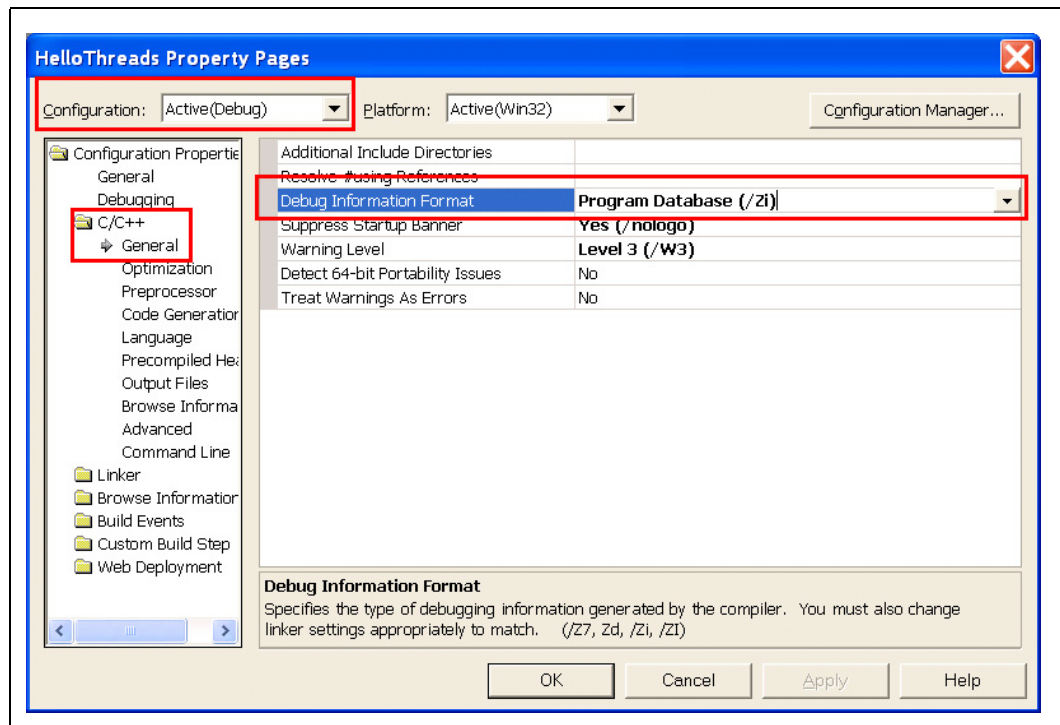 HelloThreads Property Pages
Configuration: Active(Debug) Platform: Active(Win32) Configuration Manager...
Configuration Propertie
General
Debugging
C/C++
General
Optimization
Preprocessor
Code Generatior
Language
Precompiled Hea
Output Files
Browse Informa
Advanced
Command Line
Linker
Browse Informatior
Build Events
Custom Build Step
Web Deployment
Additional Include Directories
Resolve #using References
Debug Information Format Program Database (/Zi)
Suppress Startup Banner Yes (/nologo)
Warning Level Level 3 (/W3)
Detect 64-bit Portability Issues No
Treat Warnings As Errors No
Debug Information Format
Specifies the type of debugging information generated by the compiler. You must also change
linker settings appropriately to match. (/Z7, Zd, /Zi, /ZI)
OK Cancel Apply Help